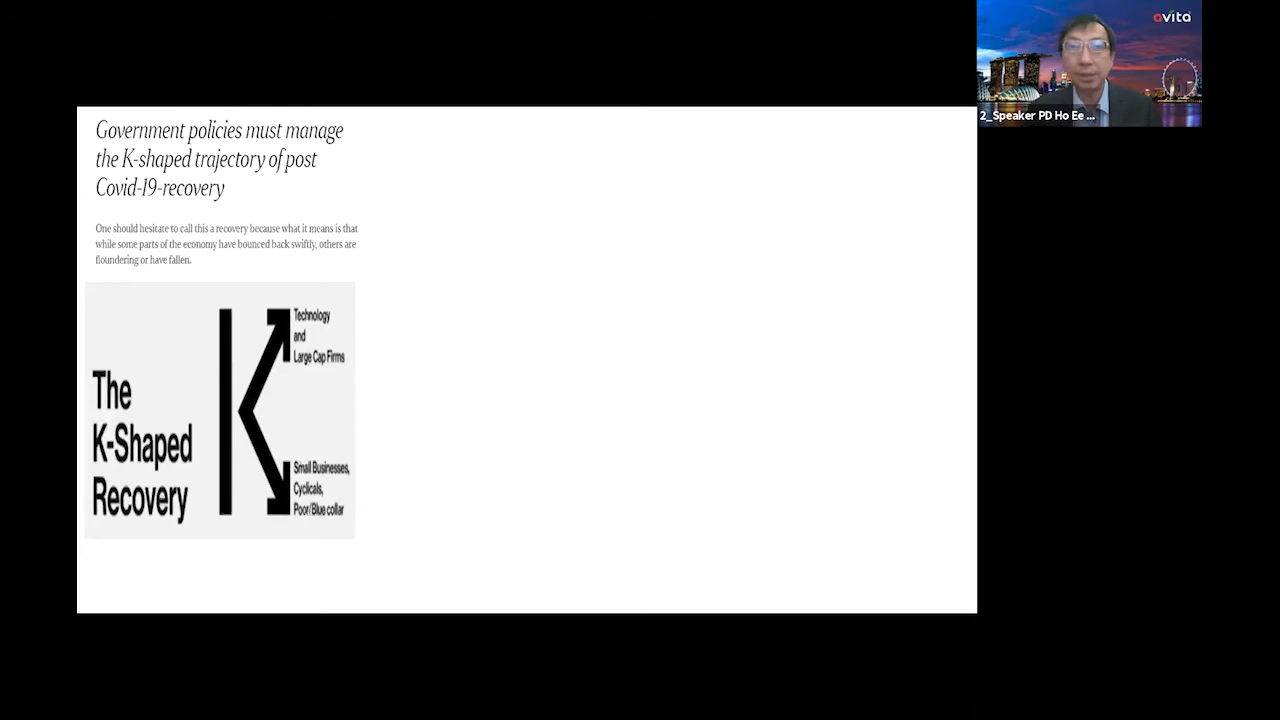 avita
2_Speaker PD Ho Ee ...
Government policies must manage
the K-shaped trajectory of post
Covid-19-recovery
One should hesitate to call this a recovery because what it means is that
while some parts of the economy have bounced back swiftly, others are
floundering or have fallen.
The
K-Shaped
Recovery
K
Technology
and
Large Cap Firms
Small Businesses,
Cyclicals,
Poor/Blue collar